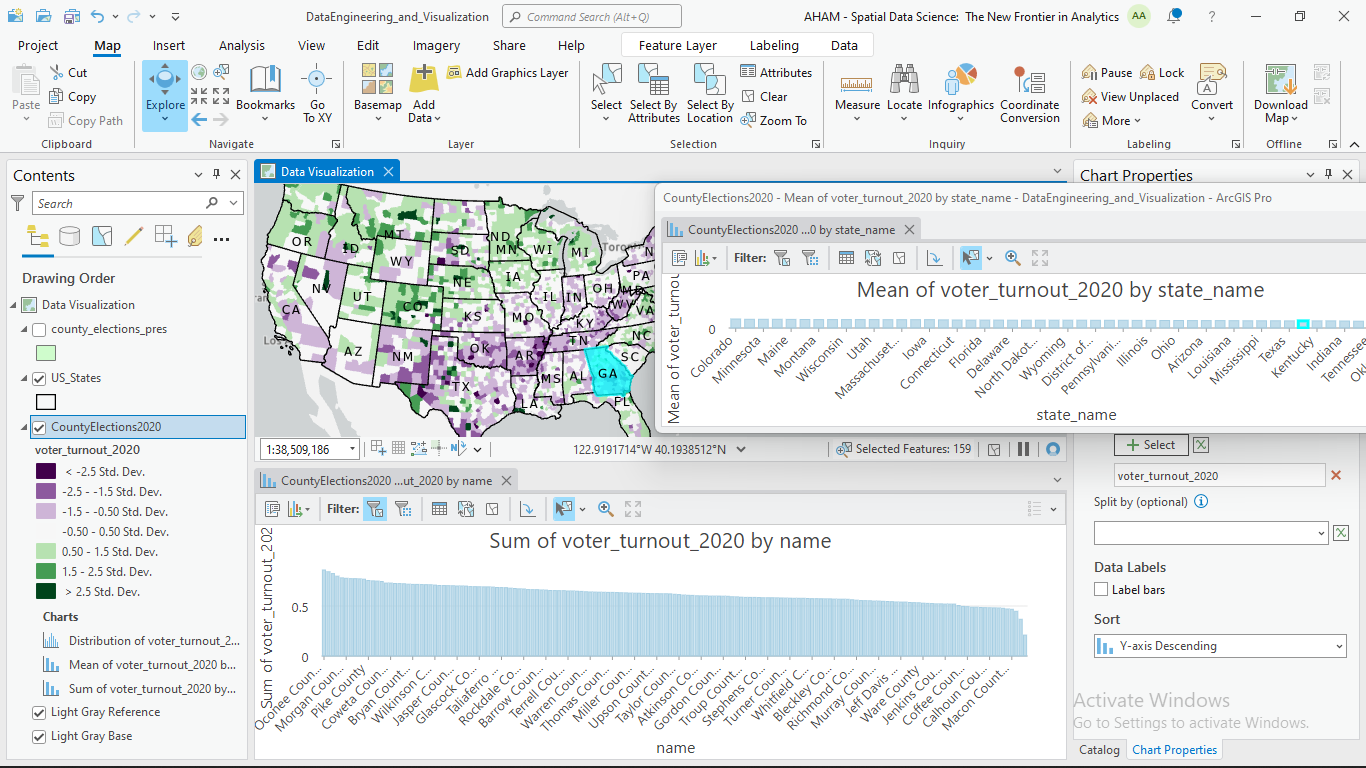 DataEngineering_and_Visualization
Command Search (Alt+Q)
AHAM - Spatial Data Science: The New Frontier in Analytics
AA
Project Map Insert Analysis View Edit Imagery Share Help Feature Layer Labeling Data
Paste
Cut
Copy
Copy Path
Clipboard
Explore
Bookmarks
Go To XY
Navigate
Basemap
Add Data
Add Graphics Layer
Layer
Select
Select By Attributes
Select By Location
Attributes
Clear
Zoom To
Selection
Measure
Locate
Infographics
Coordinate Conversion
Inquiry
Pause
Lock
View Unplaced
More
Convert
Labeling
Download Map
Offline
Contents
Search
Drawing Order
Data Visualization
county_elections_pres
US_States
CountyElections2020
voter_turnout_2020
< -2.5 Std. Dev.
-2.5 - -1.5 Std. Dev.
-1.5 - -0.50 Std. Dev.
-0.50 - 0.50 Std. Dev.
0.50 - 1.5 Std. Dev.
1.5 - 2.5 Std. Dev.
> 2.5 Std. Dev.
Charts
Distribution of voter_turnout_2...
Mean of voter_turnout_2020 b...
Sum of voter_turnout_2020 by...
Light Gray Reference
Light Gray Base
Data Visualization
OR
ID
MT
ND
MN
WI
MI
SD
WY
NE
IA
IL
IN
OH
PA
UT
CO
KS
MO
KY
VA
CA
AZ
NM
OK
AR
TN
NC
SC
TX
LA
MS
AL
GA
FL
1:38,509,186
122.9191714°W 40.1938512°N
Selected Features: 159
CountyElections2020 - Mean of voter_turnout_2020 by state_name - DataEngineering_and_Visualization - ArcGIS Pro
CountyElections2020 ...0 by state_name
Filter:
Mean of voter_turnout_2020 by state_name
Mean of voter_turnou
0
Colorado
Minnesota
Maine
Montana
Wisconsin
Utah
Massachuset...
Iowa
Connecticut
Florida
Delaware
North Dakot...
Wyoming
District of...
Pennsylvani...
Illinois
Ohio
Arizona
Louisiana
Mississippi
Texas
Kentucky
Indiana
Tennessee
state_name
CountyElections2020 ...ut_2020 by name
Filter:
Sum of voter_turnout_2020 by name
Sum of voter_turnout_202
0.5
0
Oconee Coun...
Morgan Coun...
Pike County
Coweta Coun...
Bryan Count...
Wilkinson C...
Jasper Coun...
Glascock Co...
Taliaferro ...
Rockdale Co...
Barrow Coun...
Terrell Cou...
Warren Coun...
Thomas Coun...
Miller Coun...
Upson Count...
Taylor Coun...
Atkinson Co...
Gordon Coun...
Troup Count...
Stephens Co...
Turner Coun...
Whitfield C...
Bleckley Co...
Richmond Co...
Murray Coun...
Jeff Davis ...
Ware County
Jenkins Cou...
Coffee Coun...
Calhoun Cou...
Macon Count...
name
Chart Properties
Select
voter_turnout_2020
Split by (optional)
Data Labels
Label bars
Sort
Y-axis Descending
Activate Windows
Go to Settings to activate Windows.
Catalog Chart Properties